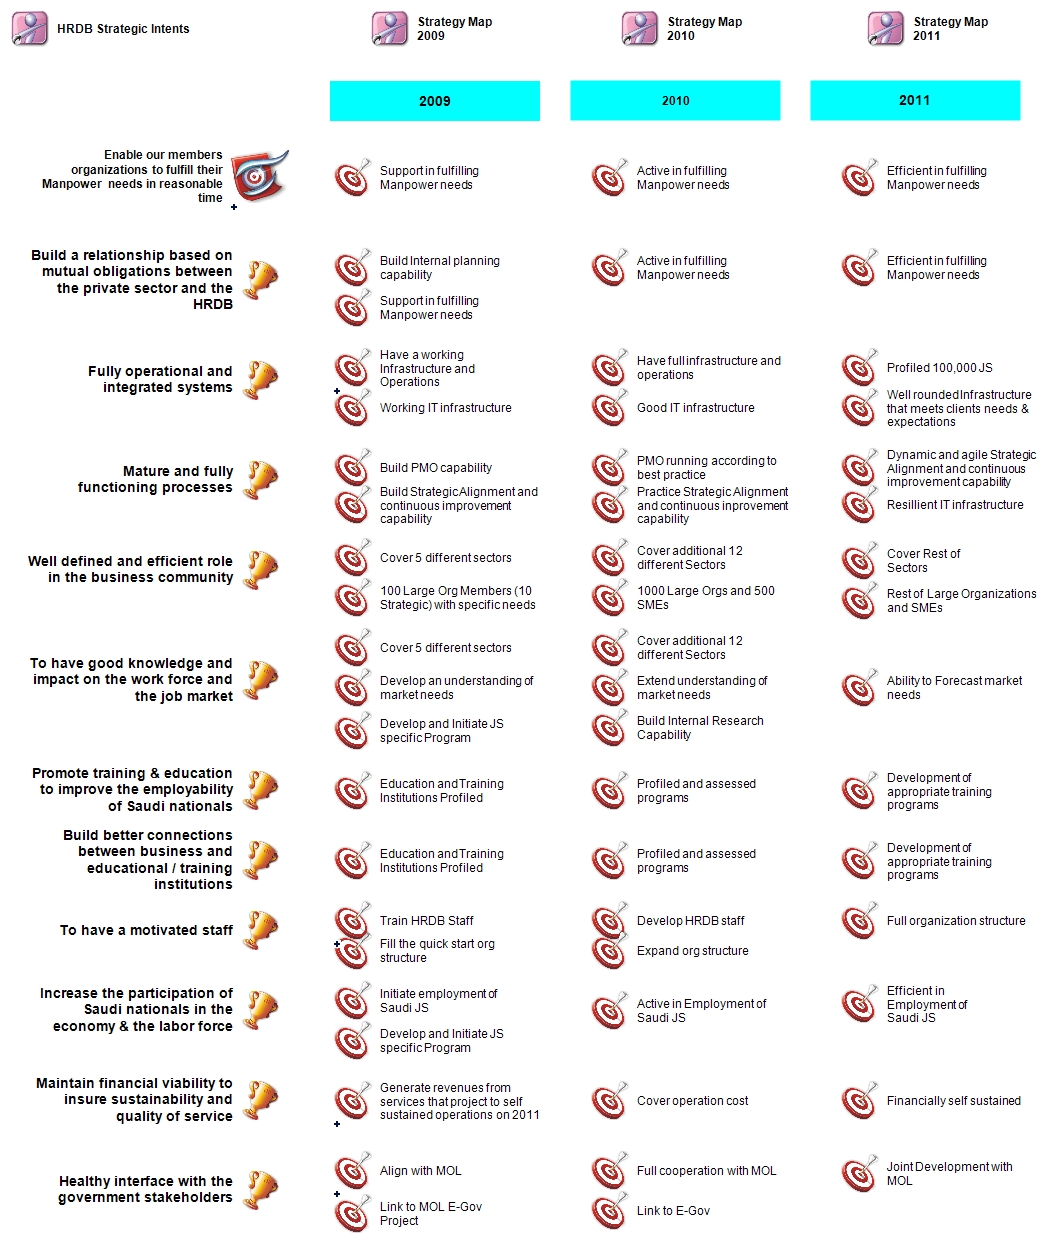 HRDB Strategic Intents
Strategy Map
2009
Strategy Map
2010
Strategy Map
2011
2009
2010
2011
Enable our members
organizations to fulfill their
Manpower needs in reasonable
time
Support in fulfilling
Manpower needs
Active in fulfilling
Manpower needs
Efficient in fulfilling
Manpower needs
Build a relationship based on
mutual obligations between
the private sector and the
HRDB
Build Internal planning
capability
Support in fulfilling
Manpower needs
Active in fulfilling
Manpower needs
Efficient in fulfilling
Manpower needs
Fully operational and
integrated systems
Have a working
Infrastructure and
Operations
Working IT infrastructure
Have full infrastructure and
operations
Good IT infrastructure
Profiled 100,000 JS
Well rounded Infrastructure
that meets clients needs &
expectations
Mature and fully
functioning processes
Build PMO capability
Build Strategic Alignment and
continuous improvement
capability
PMO running according to
best practice
Practice Strategic Alignment
and continuous inprovement
capability
Dynamic and agile Strategic
Alignment and continuous
improvement capability
Resillient IT infrastructure
Well defined and efficient role
in the business community
Cover 5 different sectors
100 Large Org Members (10
Strategic) with specific needs
Cover additional 12
different Sectors
1000 Large Orgs and 500
SMEs
Cover Rest of
Sectors
Rest of Large Organizations
and SMEs
To have good knowledge and
impact on the work force and
the job market
Cover 5 different sectors
Develop an understanding of
market needs
Develop and Initiate JS
specific Program
Cover additional 12
different Sectors
Extend understanding of
market needs
Build Internal Research
Capability
Ability to Forecast market
needs
Promote training & education
to improve the employability
of Saudi nationals
Education and Training
Institutions Profiled
Profiled and assessed
programs
Development of
appropriate training
programs
Build better connections
between business and
educational / training
institutions
Education and Training
Institutions Profiled
Profiled and assessed
programs
Development of
appropriate training
programs
To have a motivated staff
Train HRDB Staff
Fill the quick start org
structure
Develop HRDB staff
Expand org structure
Full organization structure
Increase the participation of
Saudi nationals in the
economy & the labor force
Initiate employment of
Saudi JS
Develop and Initiate JS
specific Program
Active in Employment of
Saudi JS
Efficient in
Employment of
Saudi JS
Maintain financial viability to
insure sustainability and
quality of service
Generate revenues from
services that project to self
sustained operations on 2011
Cover operation cost
Financially self sustained
Healthy interface with the
government stakeholders
Align with MOL
Link to MOL E-Gov
Project
Full cooperation with MOL
Link to E-Gov
Joint Development with
MOL